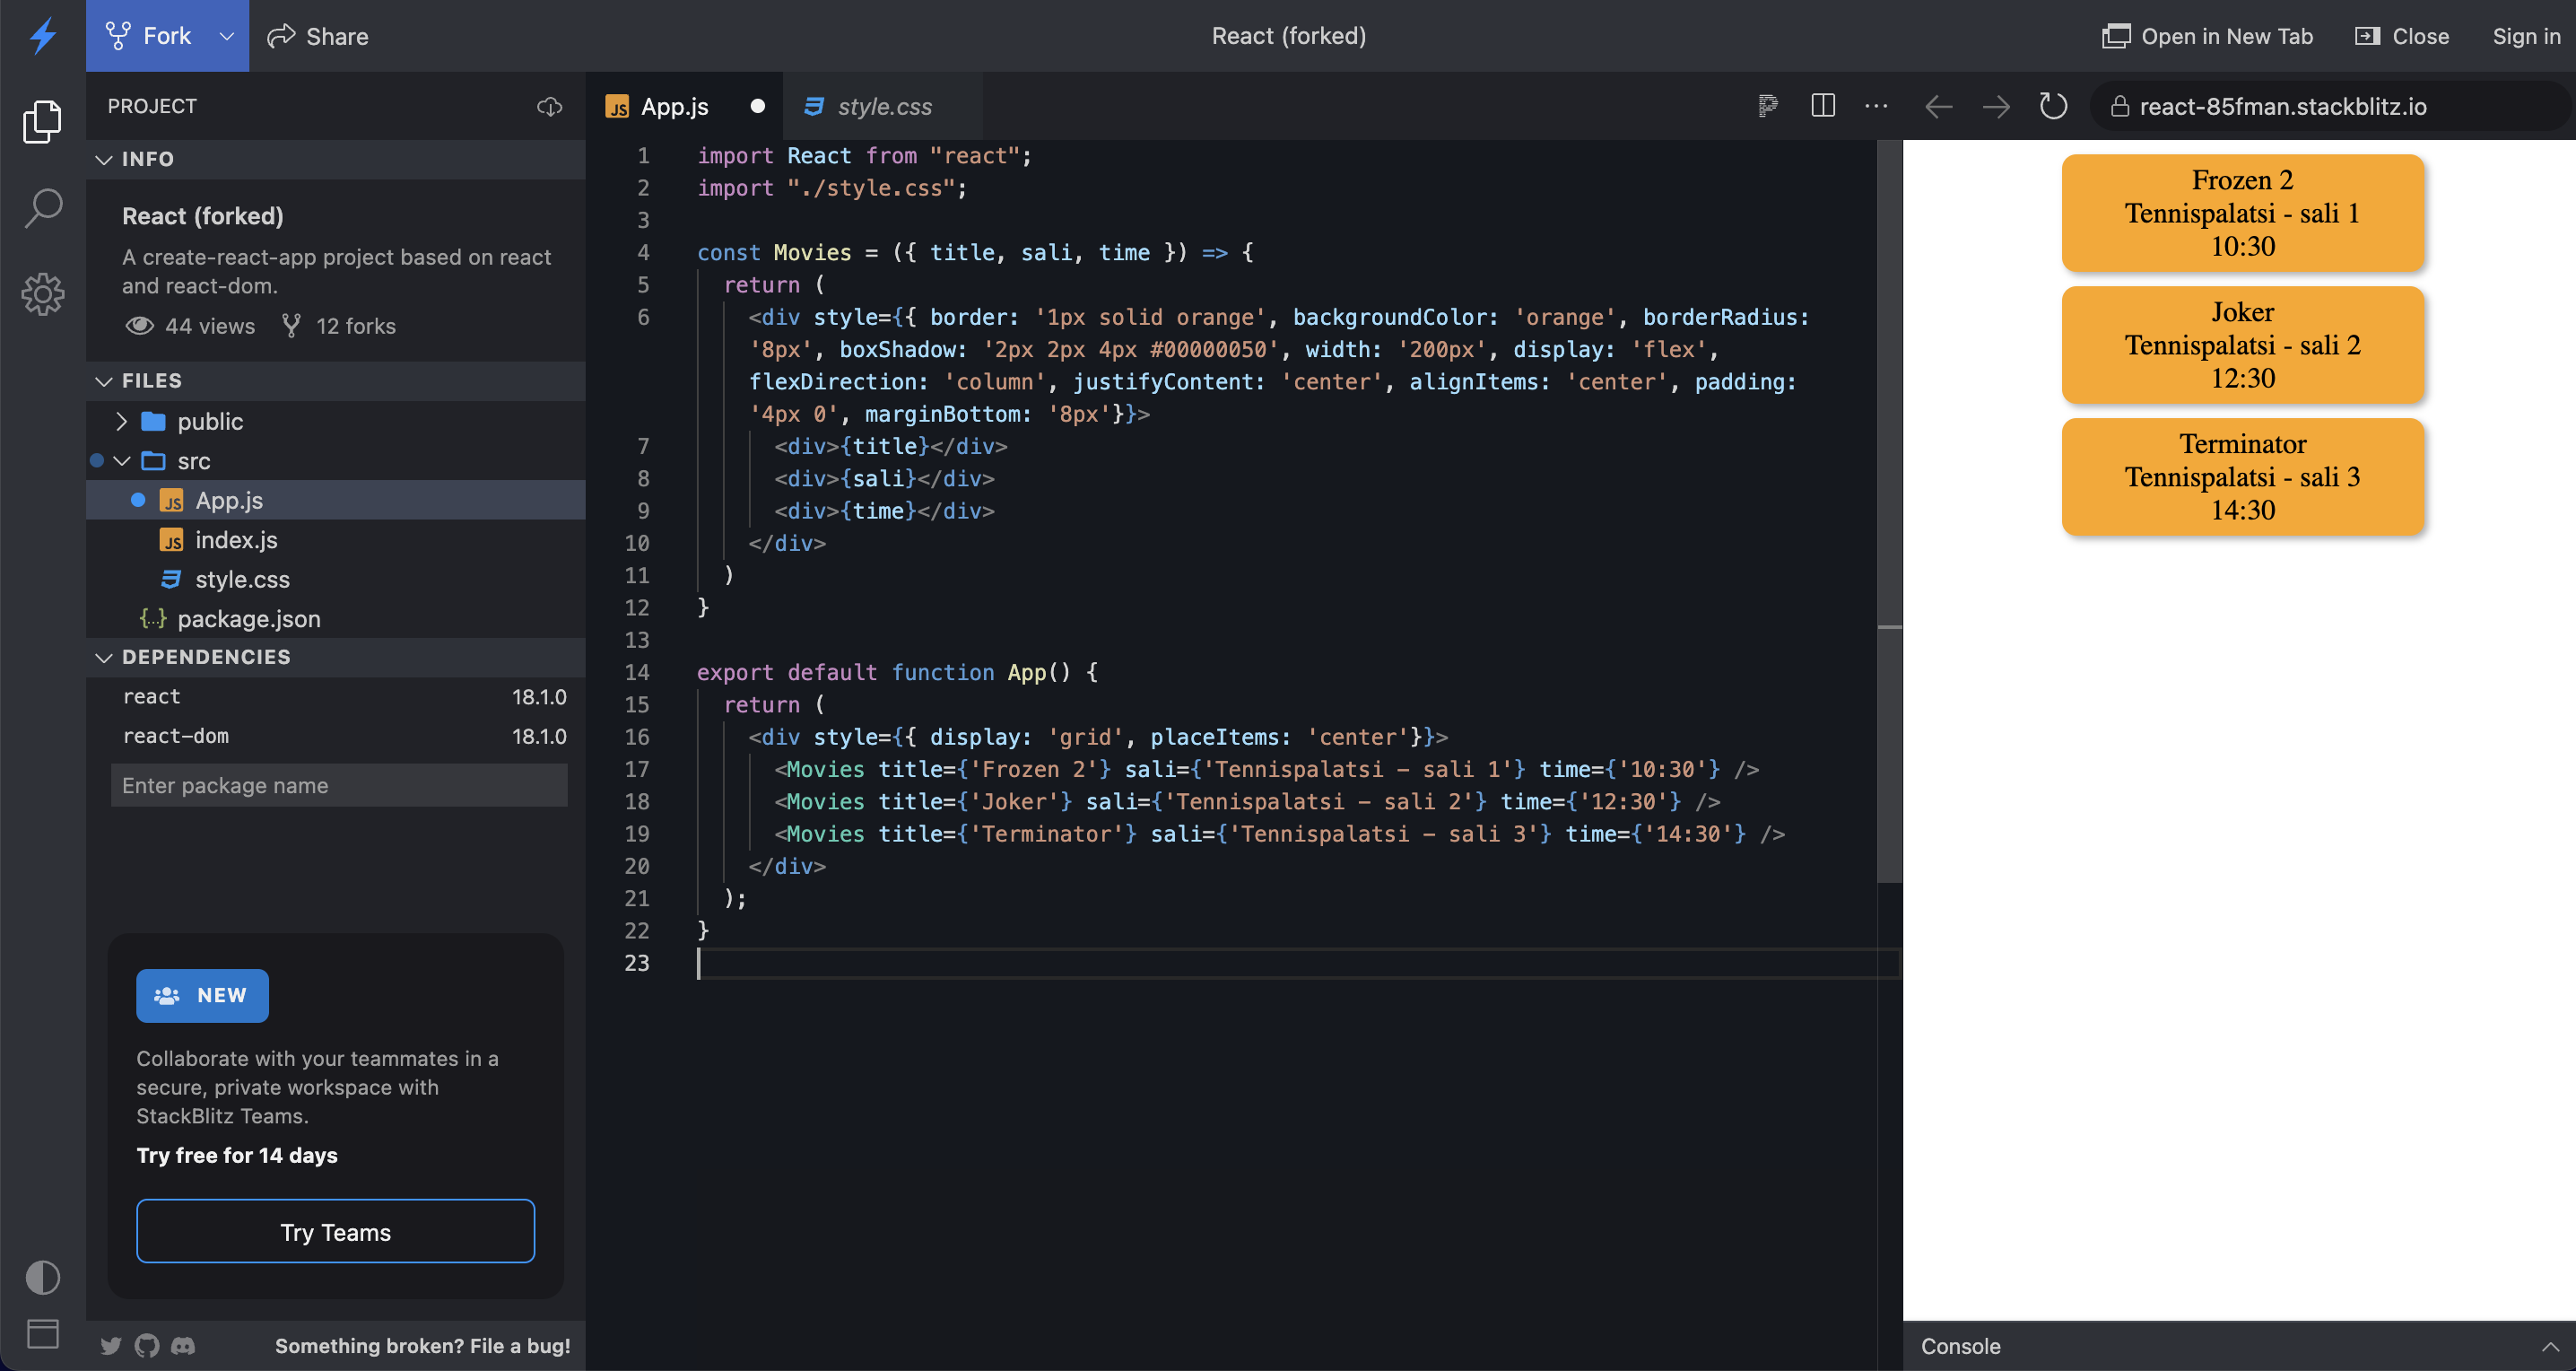 Fork
Share
React (forked)
Open in New Tab
Close
Sign in
PROJECT
INFO
React (forked)
A create-react-app project based on react
and react-dom.
44 views
12 forks
FILES
public
src
JS App.js
JS index.js
style.css
{..} package.json
DEPENDENCIES
react 18.1.0
react-dom 18.1.0
Enter package name
NEW
Collaborate with your teammates in a
secure, private workspace with
StackBlitz Teams.
Try free for 14 days
Try Teams
Something broken? File a bug!
JS App.js
style.css
1 import React from "react";
2 import "./style.css";
3
4 const Movies = ({ title, sali, time }) => {
5 return (
6 <div style={{ border: '1px solid orange', backgroundColor: 'orange', borderRadius:
'8px', boxShadow: '2px 2px 4px #00000050', width: '200px', display: 'flex',
flexDirection: 'column', justifyContent: 'center', alignItems: 'center', padding:
'4px 0', marginBottom: '8px'}}>
7 <div>{title}</div>
8 <div>{sali}</div>
9 <div>{time}</div>
10 </div>
11 )
12 }
13
14 export default function App() {
15 return (
16 <div style={{ display: 'grid', placeItems: 'center'}}>
17 <Movies title={'Frozen 2'} sali={'Tennispalatsi - sali 1'} time={'10:30'} />
18 <Movies title={'Joker'} sali={'Tennispalatsi - sali 2'} time={'12:30'} />
19 <Movies title={'Terminator'} sali={'Tennispalatsi - sali 3'} time={'14:30'} />
20 </div>
21 );
22 }
23
react-85fman.stackblitz.io
Frozen 2
Tennispalatsi - sali 1
10:30
Joker
Tennispalatsi - sali 2
12:30
Terminator
Tennispalatsi - sali 3
14:30
Console